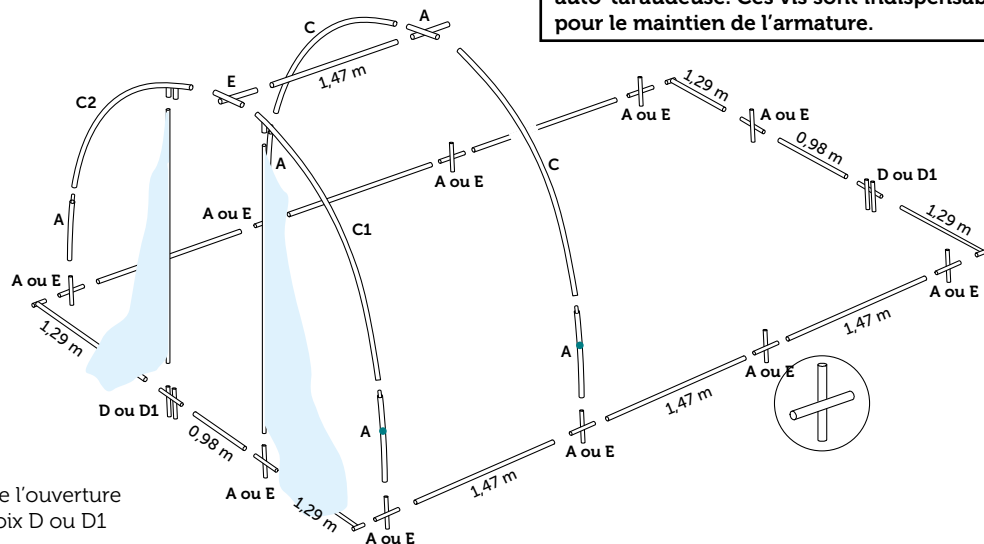 auto-taraudeuse. Ces vis sont
pour le maintien de l’armature.
C
A
1,47 m
E
C2
1,29 m
A ou E
A ou E
A
A ou E
0,98 m
C
D ou D1
A
A ou E
C1
1,29 m
A ou E
A ou E
1,29 m
1,47 m
A
A ou E
D ou D1
A
1,47 m
0,98 m
A ou E
1,47 m
A ou E
1,29 m
A ou E
l’ouverture
D ou D1